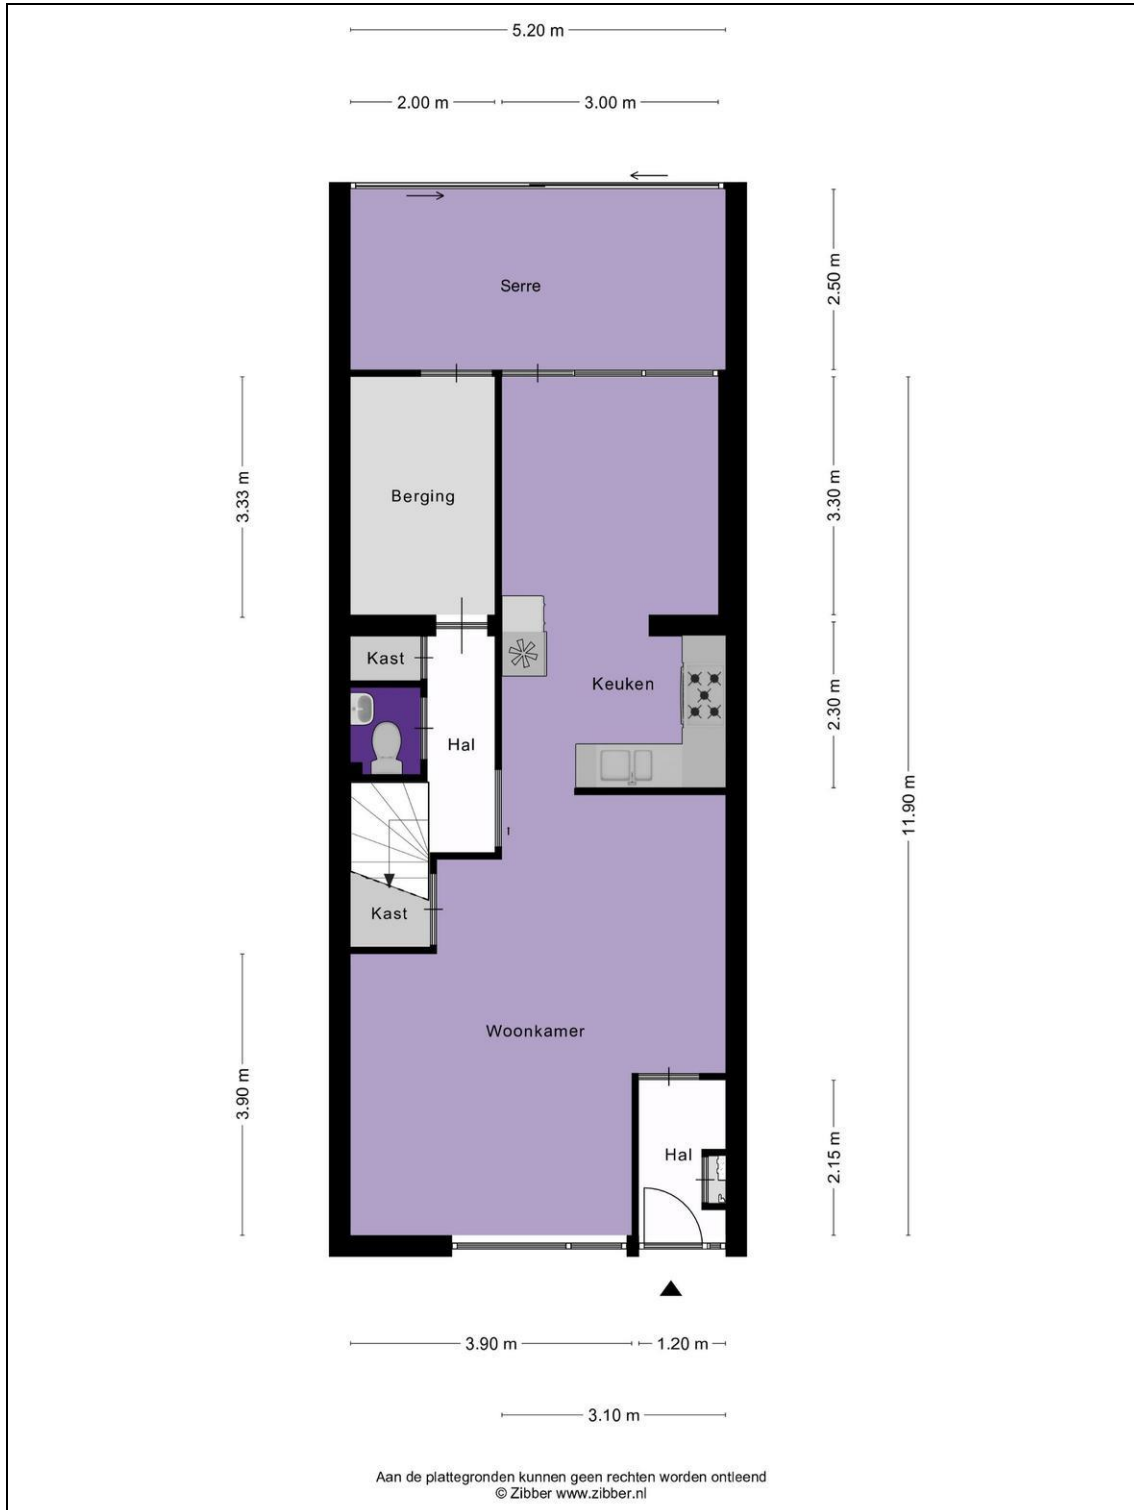 5.20 m
2.00 m
3.00 m
Serre
2.50 m
3.33 m
Berging
3.30 m
Kast
Keuken
2.30 m
Hal
11.90 m
1
Kast
Woonkamer
3.90 m
Hal
2.15 m
3.90 m
1.20 m
3.10 m
Aan de plattegronden kunnen geen rechten worden ontleend
© Zibber www.zibber.nl